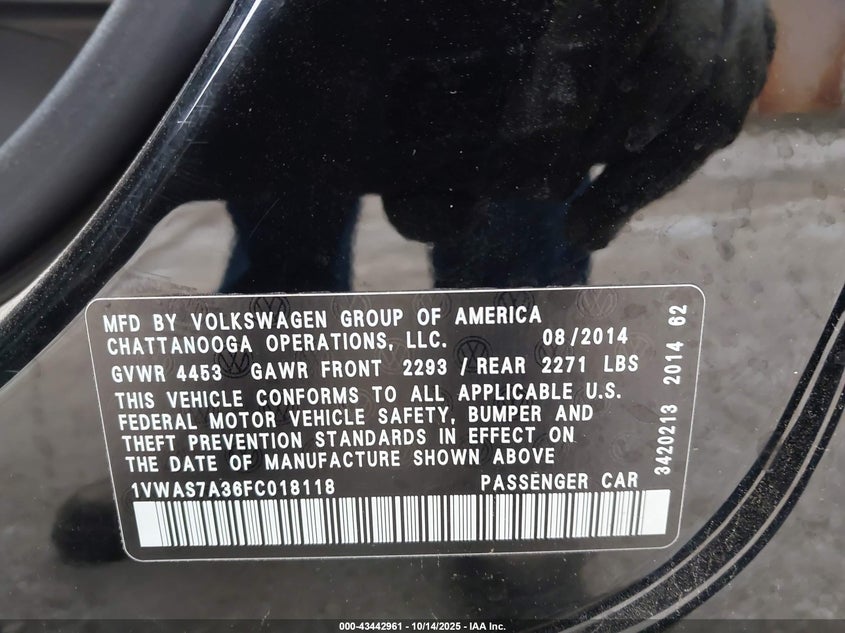 MFD BY VOLKSWAGEN GROUP OF AMERICA
CHATTANOOGA OPERATIONS, LLC. 08/2014
GVWR 4453 GAWR FRONT 2293 / REAR 2271 LBS
THIS VEHICLE CONFORMS TO ALL APPLICABLE U.S.
FEDERAL MOTOR VEHICLE SAFETY, BUMPER AND
THEFT PREVENTION STANDARDS IN EFFECT ON
THE DATE OF MANUFACTURE SHOWN ABOVE
1VWAS7A36FC018118 PASSENGER CAR
3420213 2014 62
000-43442961 - 10/14/2025 - IAA Inc.